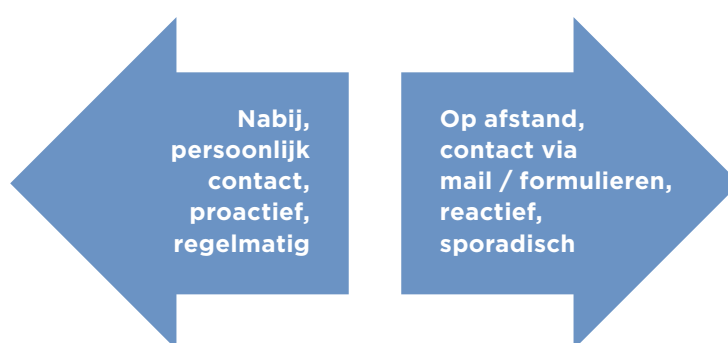 Nabij,
persoonlijk
contact,
proactief,
regelmatig
Op afstand,
contact via
mail / formulieren,
reactief,
sporadisch